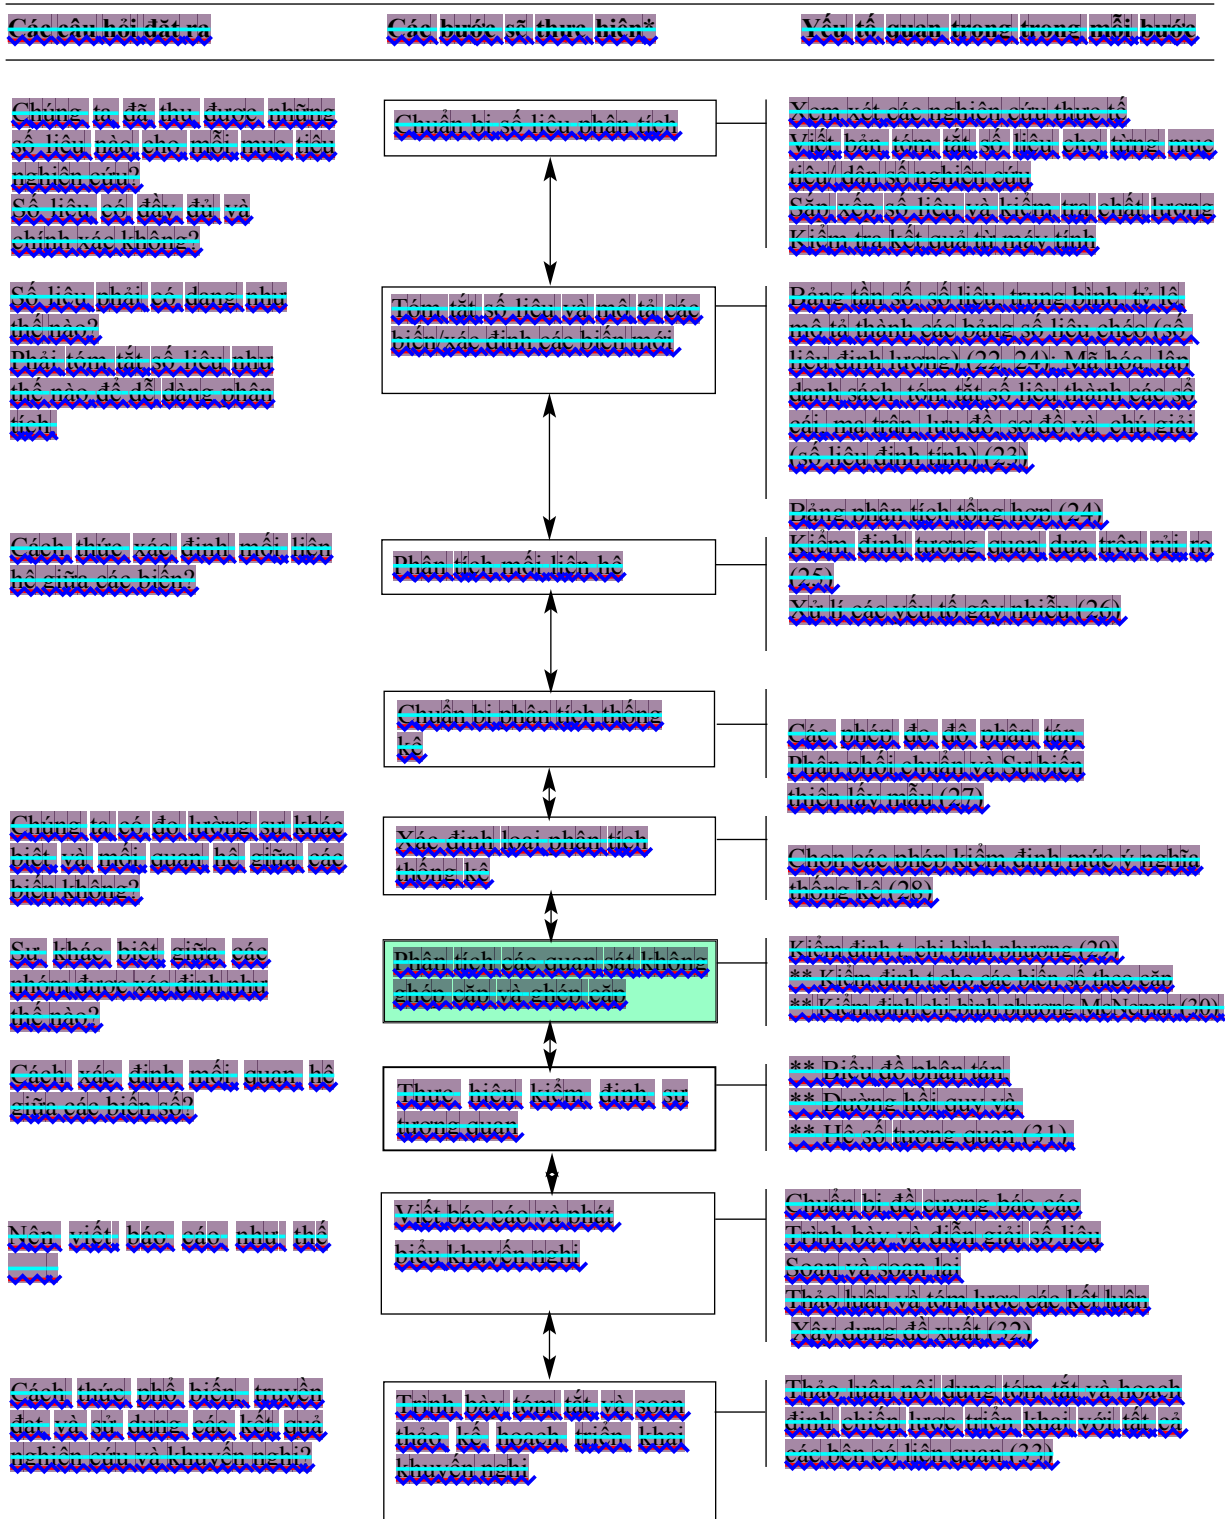 Các câu hỏi đặt ra
Các bước sẽ thực hiện*
Yếu tố quan trọng trong mỗi bước
Chúng ta đã thu được những
số liệu nào cho mỗi mục tiêu
nghiên cứu?
Số liệu có đầy đủ và
chính xác không?
Chuẩn bị số liệu phân tích
Xem xét các nghiên cứu thực tế
Viết bản tóm tắt số liệu cho từng mục
tiêu/ dân số nghiên cứu
Sắp xếp số liệu và kiểm tra chất lượng
Kiểm tra kết quả từ máy tính
Số liệu phải có dạng như
thế nào?
Phải tóm tắt số liệu như
thế nào để dễ dàng phân
tích.
Tóm tắt số liệu và mô tả các
biến/xác định các biến mới
Bảng tần số, số liệu, trung bình, tỷ lệ
mô tả thành các bảng số liệu chéo (số
liệu định lượng) (22, 24); Mã hóa, lập
danh sách, tóm tắt số liệu thành các sổ
cái, ma trận, lưu đồ, sơ đồ và chú giải
(số liệu định tính) (23)
Cách thức xác định mối liên
hệ giữa các biến?
Phân tích mối liên hệ
Bảng phân tích tổng hợp (24)
Kiểm định tương quan dựa trên rủi ro
(25)
Xử lí các yếu tố gây nhiễu (26)
Chuẩn bị phân tích thống
kê
Các phép đo độ phân tán
Phân phối chuẩn và Sự biến
thiên lấy mẫu (27)
Chúng ta có đo lường sự khác
biệt và mối quan hệ giữa các
biến không?
Xác định loại phân tích
thống kê
Chọn các phép kiểm định mức ý nghĩa
thống kê (28)
Sự khác biệt giữa các
nhóm được xác định như
thế nào?
Phân tích các quan sát không
ghép cặp và ghép cặp
Kiểm định t, chi bình phương (29)
** Kiểm định t cho các biến số theo cặp
** Kiểm định chi-bình phương McNemar (30)
Cách xác định mối quan hệ
giữa các biến số?
Thực hiện kiểm định sự
tương quan
** Biểu đồ phân tán
** Đường hồi quy và
** Hệ số tương quan (31)
Nên viết báo cáo như thế
Viết báo cáo và phát
biểu khuyến nghị
Chuẩn bị đề cương báo cáo
Trình bày và diễn giải số liệu
Soạn và soạn lại
Thảo luận và tóm lược các kết luận
Xây dựng đề xuất (32)
Cách thức phổ biến, truyền
đạt và sử dụng các kết quả
nghiên cứu và khuyến nghị?
Trình bày tóm tắt và soạn
thảo kế hoạch triển khai
khuyến nghị
Thảo luận nội dung tóm tắt và hoạch
định chiến lược triển khai với tất cả
các bên có liên quan (33)